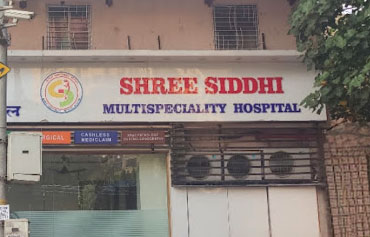 SHREE SIDDHI
MULTISPECIALITY HOSPITAL
CASHLESS
MEDICLAIM